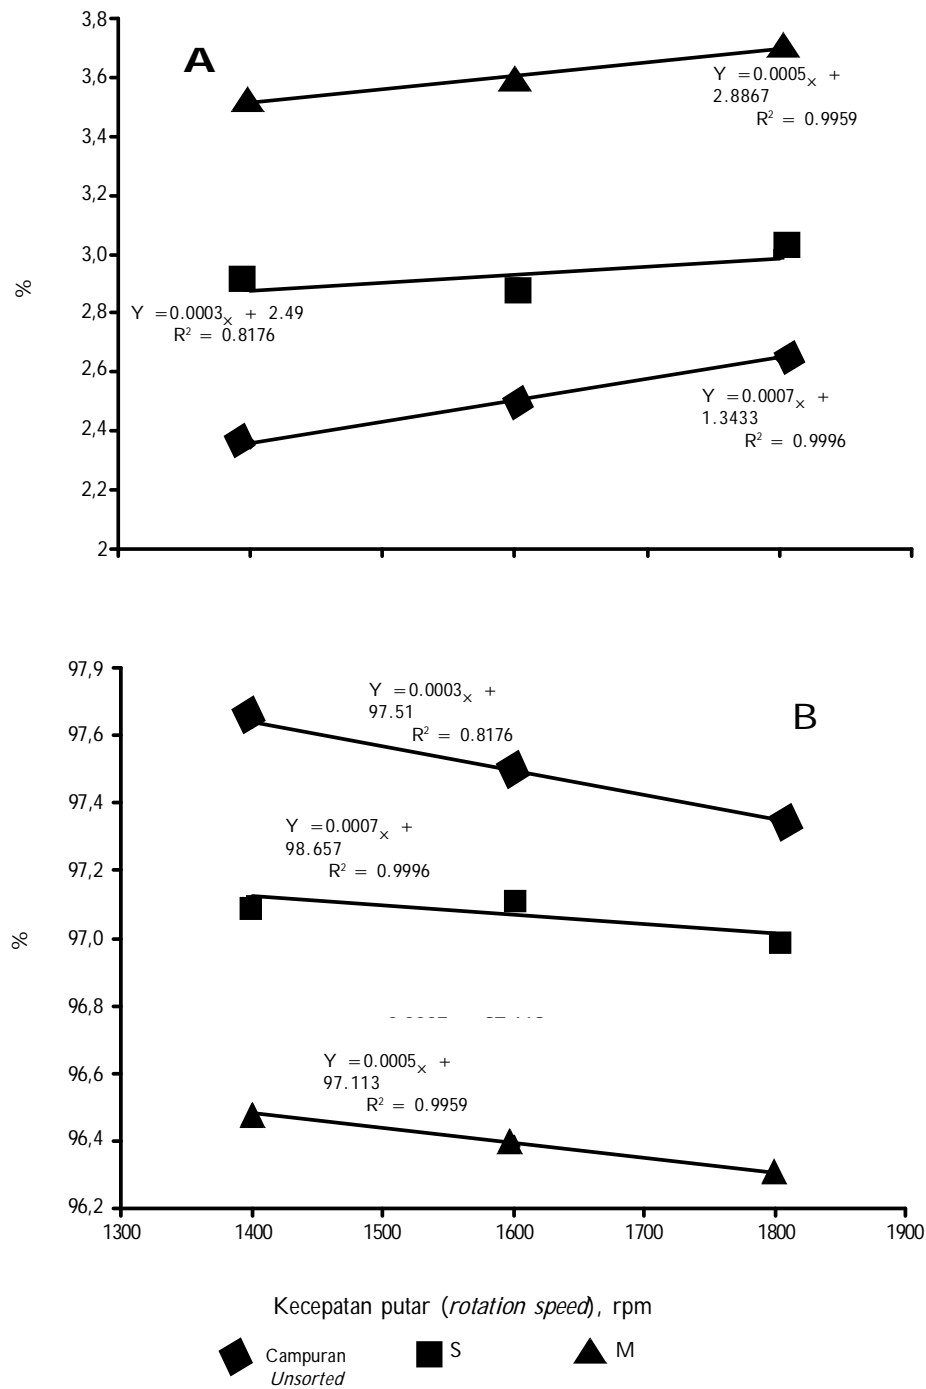 3,8
A
3,6
Y =0.0005x +
2.8867
R² = 0.9959
3,4
3,2
3,0
%
2,8
Y =0.0003x + 2.49
R² = 0.8176
2,6
Y =0.0007x +
1.3433
R² = 0.9996
2,4
2,2
2
97,9
Y =0.0003x +
97.51
R² = 0.8176
B
97,6
97,4
Y =0.0007x +
98.657
R² = 0.9996
97,2
%
97,0
96,8
96,6
Y =0.0005x +
97.113
R² = 0.9959
96,4
96,2
1300 1400 1500 1600 1700 1800 1900
Kecepatan putar (rotation speed), rpm
Campuran S M
Unsorted